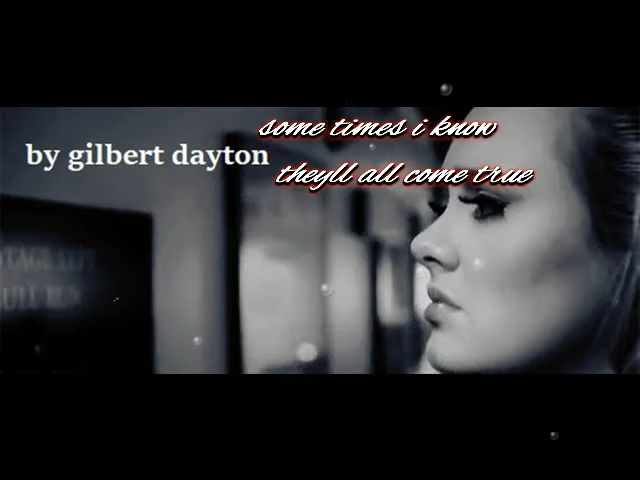 some times i know
by gilbert dayton
theyll all come true